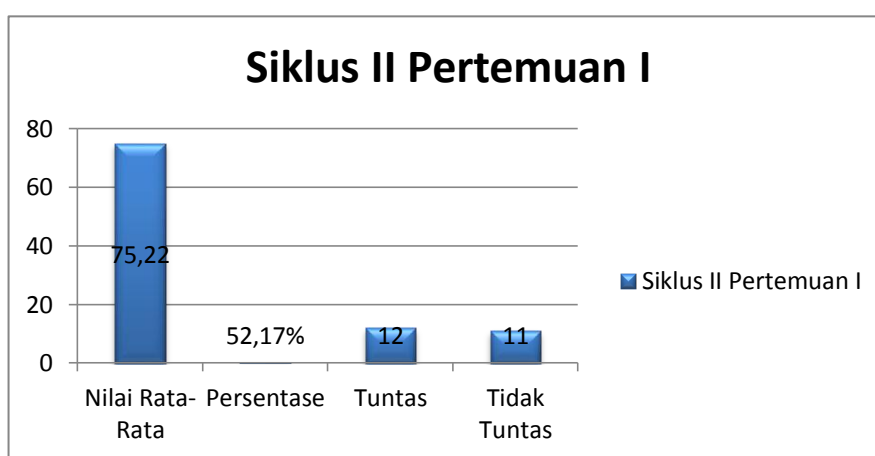 Siklus II Pertemuan I
80
60
40
20
0
75,22
52,17%
12
11
Nilai Rata-
Rata
Persentase
Tuntas
Tidak
Tuntas
Siklus II Pertemuan I